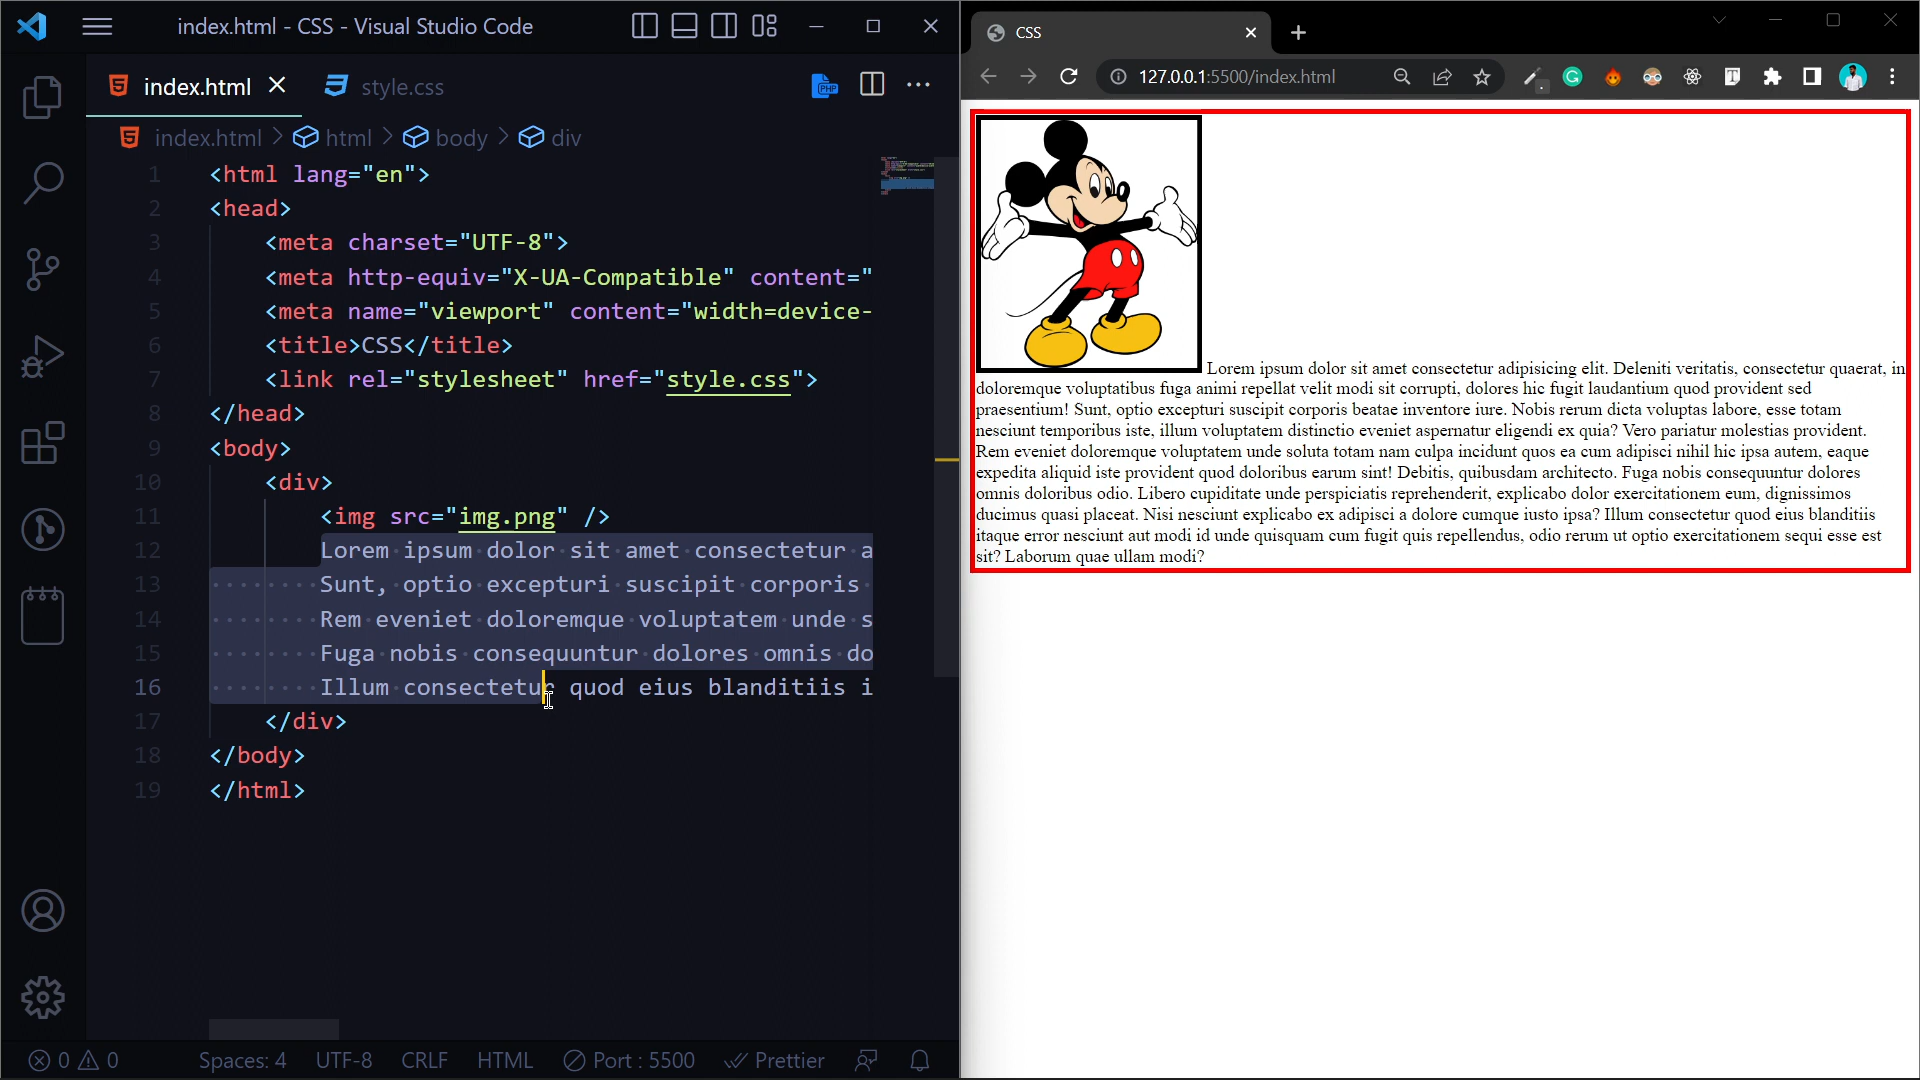 index.html - CSS - Visual Studio Code
index.html
style.css
PHP
index.html > html > body > div
1 <html lang="en">
2 <head>
3 <meta charset="UTF-8">
4 <meta http-equiv="X-UA-Compatible" content="
5 <meta name="viewport" content="width=device-
6 <title>CSS</title>
7 <link rel="stylesheet" href="style.css">
8 </head>
9 <body>
10 <div>
11 <img src="img.png" />
12 Lorem ipsum dolor sit amet consectetur a
13 Sunt, optio excepturi suscipit corporis
14 Rem eveniet doloremque voluptatem unde s
15 Fuga nobis consequuntur dolores omnis do
16 Illum consectetur quod eius blanditiis i
17 </div>
18 </body>
19 </html>
0 0 Spaces: 4 UTF-8 CRLF HTML Port : 5500 Prettier
CSS
127.0.0.1:5500/index.html
Lorem ipsum dolor sit amet consectetur adipisicing elit. Deleniti veritatis, consectetur quaerat, in
doloremque voluptatibus fuga animi repellat velit modi sit corrupti, dolores hic fugit laudantium quod provident sed
praesentium! Sunt, optio excepturi suscipit corporis beatae inventore iure. Nobis rerum dicta voluptas labore, esse totam
nesciunt temporibus iste, illum voluptatem distinctio eveniet aspernatur eligendi ex quia? Vero pariatur molestias provident.
Rem eveniet doloremque voluptatem unde soluta totam nam culpa incidunt quos ea cum adipisci nihil hic ipsa autem, eaque
expedita aliquid iste provident quod doloribus earum sint! Debitis, quibusdam architecto. Fuga nobis consequuntur dolores
omnis doloribus odio. Libero cupiditate unde perspiciatis reprehenderit, explicabo dolor exercitationem eum, dignissimos
ducimus quasi placeat. Nisi nesciunt explicabo ex adipisci a dolore cumque iusto ipsa? Illum consectetur quod eius blanditiis
itaque error nesciunt aut modi id unde quisquam cum fugit quis repellendus, odio rerum ut optio exercitationem sequi esse est
sit? Laborum quae ullam modi?